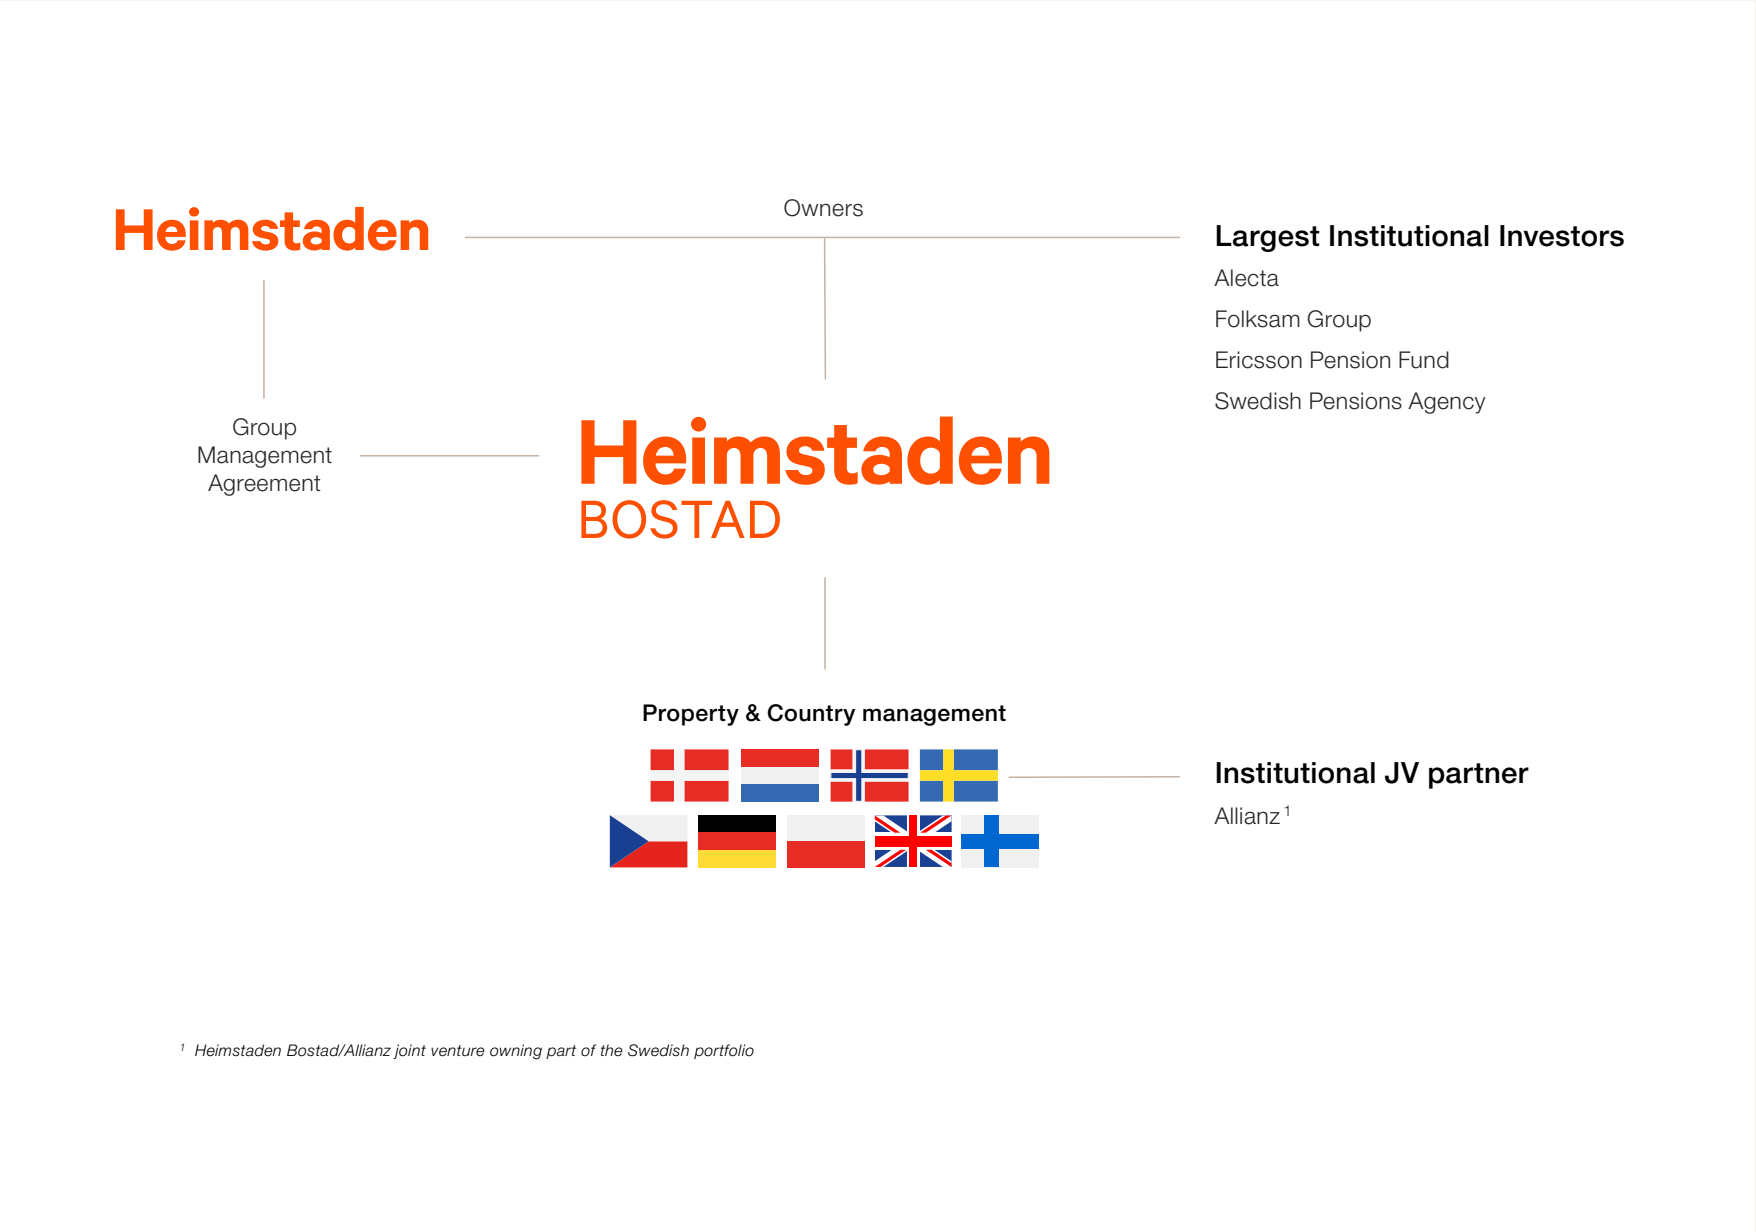 Owners
Heimstaden
Largest Institutional Investors
Alecta
Folksam Group
Ericsson Pension Fund
Swedish Pensions Agency
Group
Management
Agreement
Heimstaden
BOSTAD
Property & Country management
Institutional JV partner
Allianz ¹
¹ Heimstaden Bostad/Allianz joint venture owning part of the Swedish portfolio